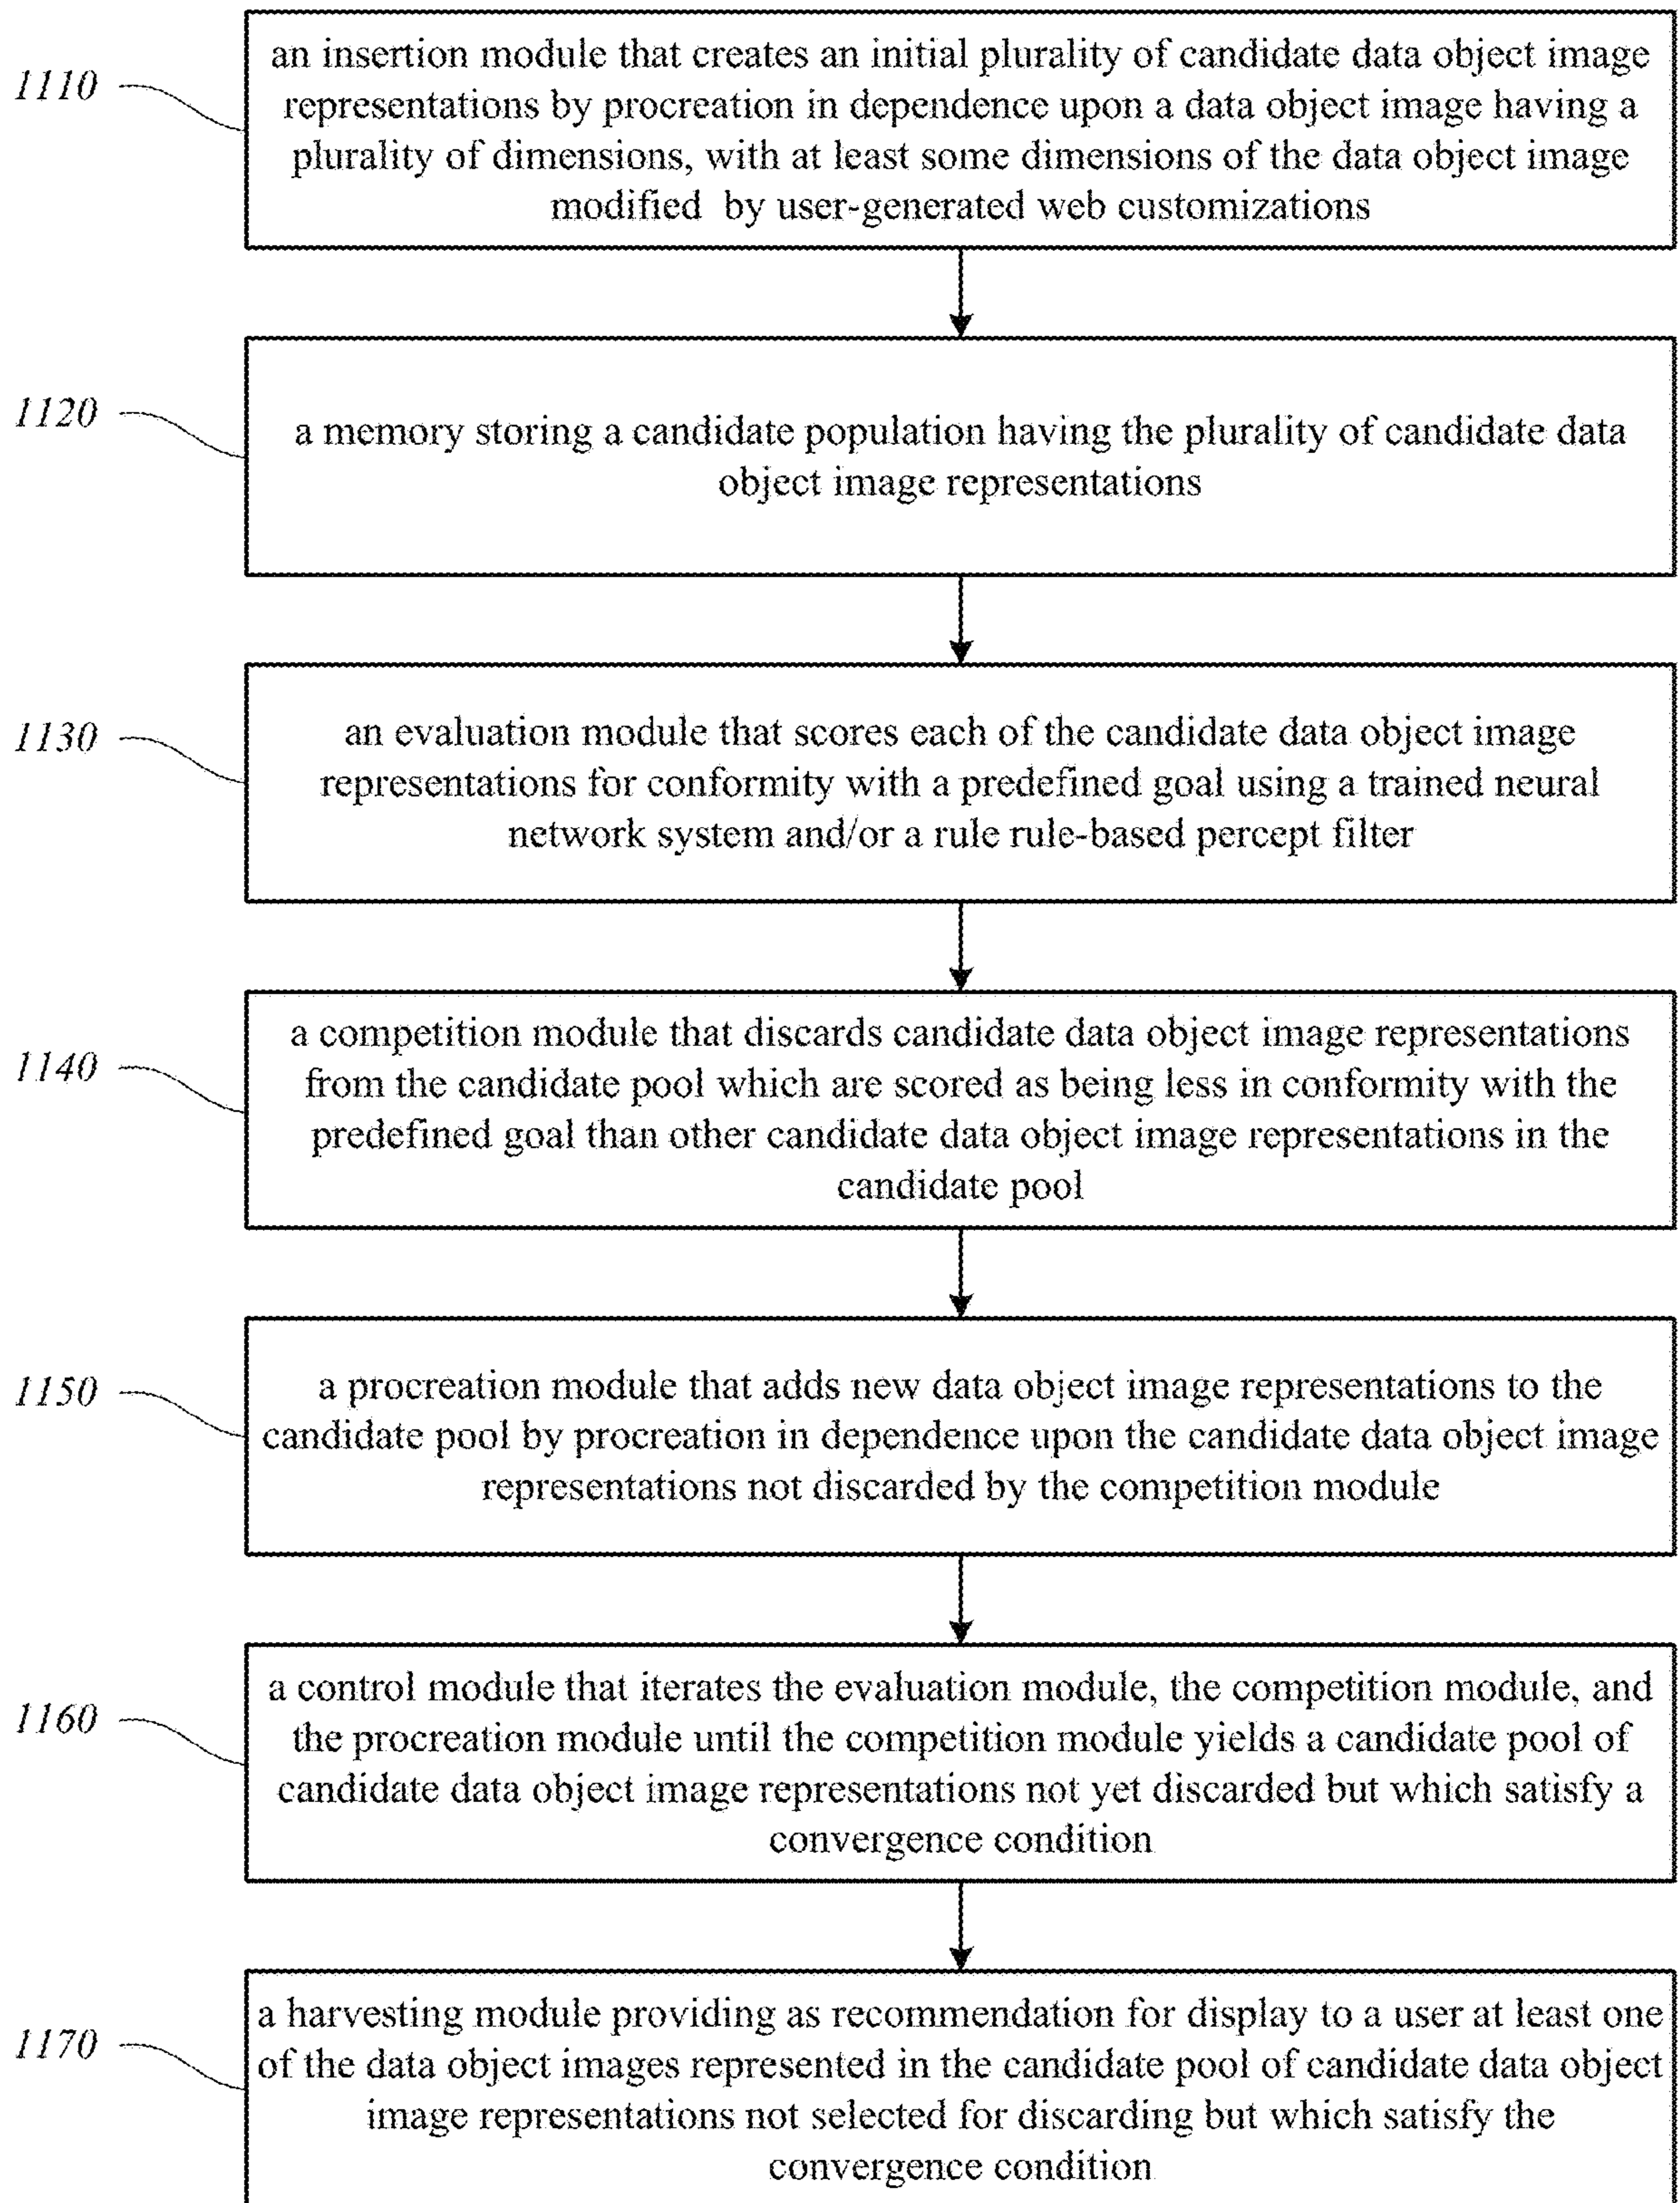 1110
an insertion module that creates an initial plurality of candidate data object image
representations by procreation in dependence upon a data object image having a
plurality of dimensions, with at least some dimensions of the data object image
modified by user-generated web customizations
1120
a memory storing a candidate population having the plurality of candidate data
object image representations
1130
an evaluation module that scores each of the candidate data object image
representations for conformity with a predefined goal using a trained neural
network system and/or a rule rule-based percept filter
1140
a competition module that discards candidate data object image representations
from the candidate pool which are scored as being less in conformity with the
predefined goal than other candidate data object image representations in the
candidate pool
1150
a procreation module that adds new data object image representations to the
candidate pool by procreation in dependence upon the candidate data object image
representations not discarded by the competition module
1160
a control module that iterates the evaluation module, the competition module, and
the procreation module until the competition module yields a candidate pool of
candidate data object image representations not yet discarded but which satisfy a
convergence condition
1170
a harvesting module providing as recommendation for display to a user at least one
of the data object images represented in the candidate pool of candidate data object
image representations not selected for discarding but which satisfy the
convergence condition